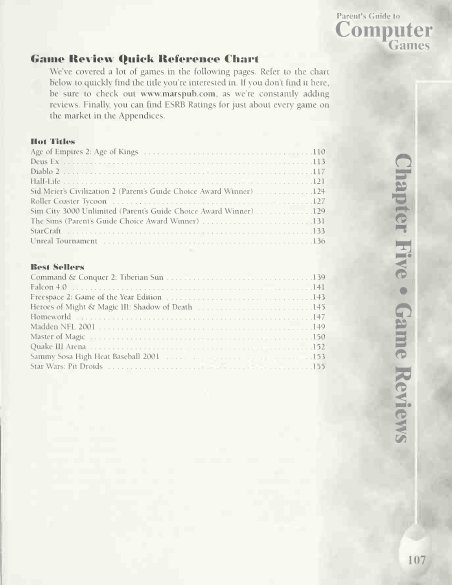 Parent's Guide to
Computer
Games
Game Review Quick Reference Chart
We've covered a lot of games in the following pages. Refer to the chart
below to quickly find the title you're interested in. If you don't find it here,
be sure to check out www.marspub.com, as we're constantly adding
reviews. Finally, you can find ESRB Ratings for just about every game on
the market in the Appendices.
Hot Titles
Age of Empires 2: Age of Kings . . . . . . . . . . . . . . . . . . . . 110
Deus Ex . . . . . . . . . . . . . . . . . . . . 113
Diablo 2 . . . . . . . . . . . . . . . . . . . . 117
Half-Life . . . . . . . . . . . . . . . . . . . . 121
Sid Meier's Civilization 2 (Parent's Guide Choice Award Winner) . . . . . . . . . . 124
Roller Coaster Tycoon . . . . . . . . . . . . . . . . . . . . 127
Sim City 3000 Unlimited (Parent's Guide Choice Award Winner) . . . . . . . . . . 129
The Sims (Parent's Guide Choice Award Winner) . . . . . . . . . . . . . . . 131
StarCraft . . . . . . . . . . . . . . . . . . . . 133
Unreal Tournament . . . . . . . . . . . . . . . . . . . . 136
Best Sellers
Command & Conquer 2: Tiberian Sun . . . . . . . . . . . . . . . . . . . . 139
Falcon 4.0 . . . . . . . . . . . . . . . . . . . . 141
Freespace 2: Game of the Year Edition . . . . . . . . . . . . . . . . . . . . 143
Heroes of Might & Magic III: Shadow of Death . . . . . . . . . . . . . . . . . . . . 145
Homeworld . . . . . . . . . . . . . . . . . . . . 147
Madden NFL 2001 . . . . . . . . . . . . . . . . . . . . 149
Master of Magic . . . . . . . . . . . . . . . . . . . . 150
Quake III Arena . . . . . . . . . . . . . . . . . . . . 152
Sammy Sosa High Heat Baseball 2001 . . . . . . . . . . . . . . . . . . . . 153
Star Wars: Pit Droids . . . . . . . . . . . . . . . . . . . . 155
Chapter Five • Game Reviews
107